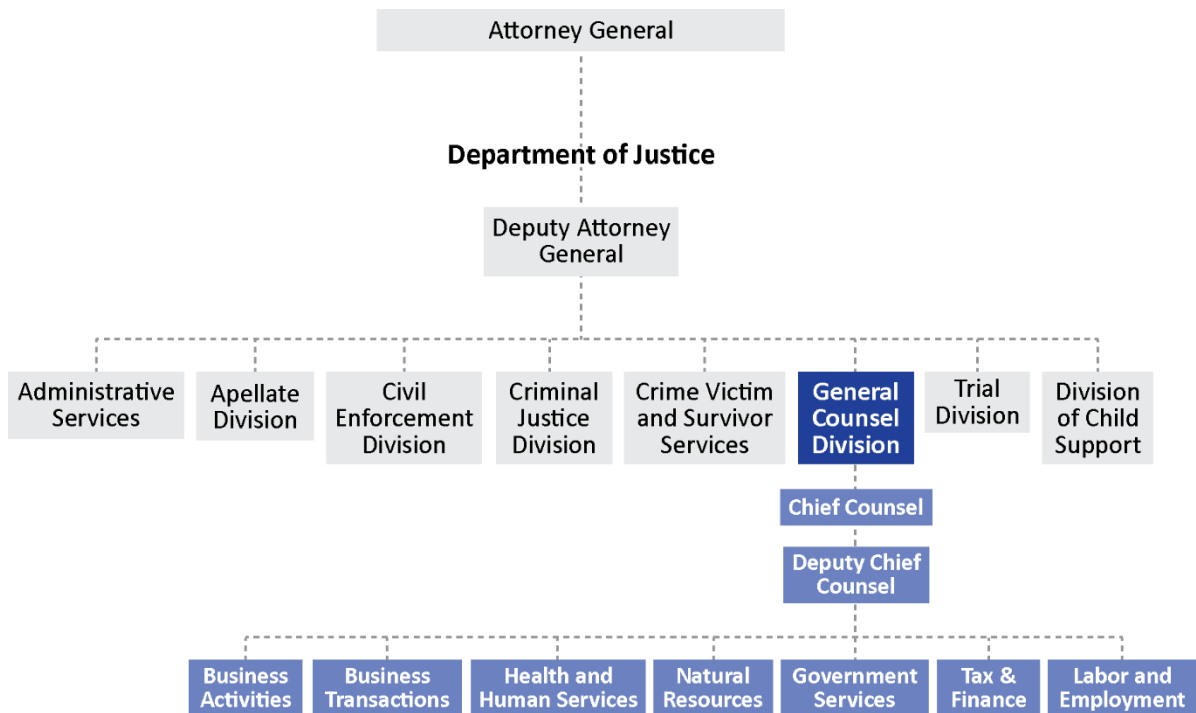 Attorney General
Department of Justice
Deputy Attorney
General
Administrative
Services
Apellate
Division
Civil
Enforcement
Division
Criminal
Justice
Division
Crime Victim
and Survivor
Services
General
Counsel
Division
Trial
Division
Division
of Child
Support
Chief Counsel
Deputy Chief
Counsel
Business
Activities
Business
Transactions
Health and
Human Services
Natural
Resources
Government
Services
Tax &
Finance
Labor and
Employment